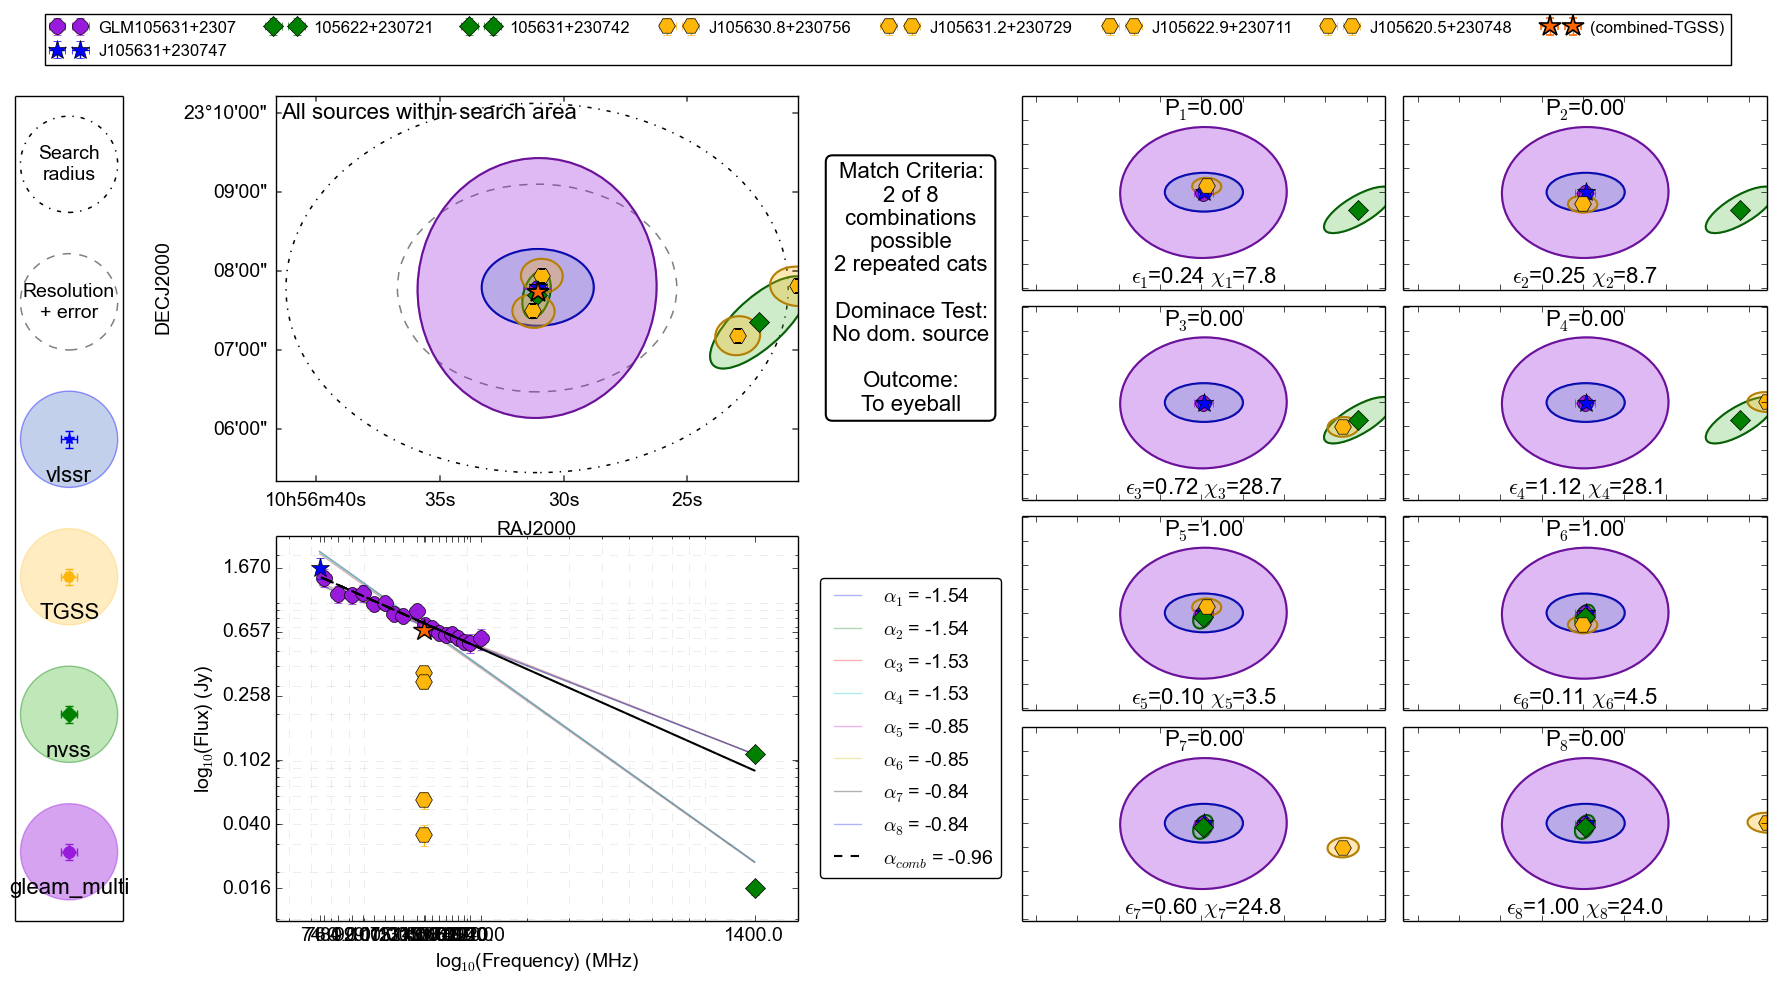 GLM105631+2307 105622+230721 105631+230742 J105630.8+230756 J105631.2+230729 J105622.9+230711 J105620.5+230748 (combined-TGSS)
J105631+230747
Search
radius
Resolution
+ error
vlssr
TGSS
nvss
gleam_multi
All sources within search area
DECJ2000
23°10'00"
09'00"
08'00"
07'00"
06'00"
10h56m40s 35s 30s 25s
RAJ2000
Match Criteria:
2 of 8
combinations
possible
2 repeated cats
Dominace Test:
No dom. source
Outcome:
To eyeball
log10(Flux) (Jy)
1.670
0.657
0.258
0.102
0.040
0.016
1400.0
log10(Frequency) (MHz)
α1 = -1.54
α2 = -1.54
α3 = -1.53
α4 = -1.53
α5 = -0.85
α6 = -0.85
α7 = -0.84
α8 = -0.84
αcomb = -0.96
P1=0.00
ϵ1=0.24 χ1=7.8
P2=0.00
ϵ2=0.25 χ2=8.7
P3=0.00
ϵ3=0.72 χ3=28.7
P4=0.00
ϵ4=1.12 χ4=28.1
P5=1.00
ϵ5=0.10 χ5=3.5
P6=1.00
ϵ6=0.11 χ6=4.5
P7=0.00
ϵ7=0.60 χ7=24.8
P8=0.00
ϵ8=1.00 χ8=24.0